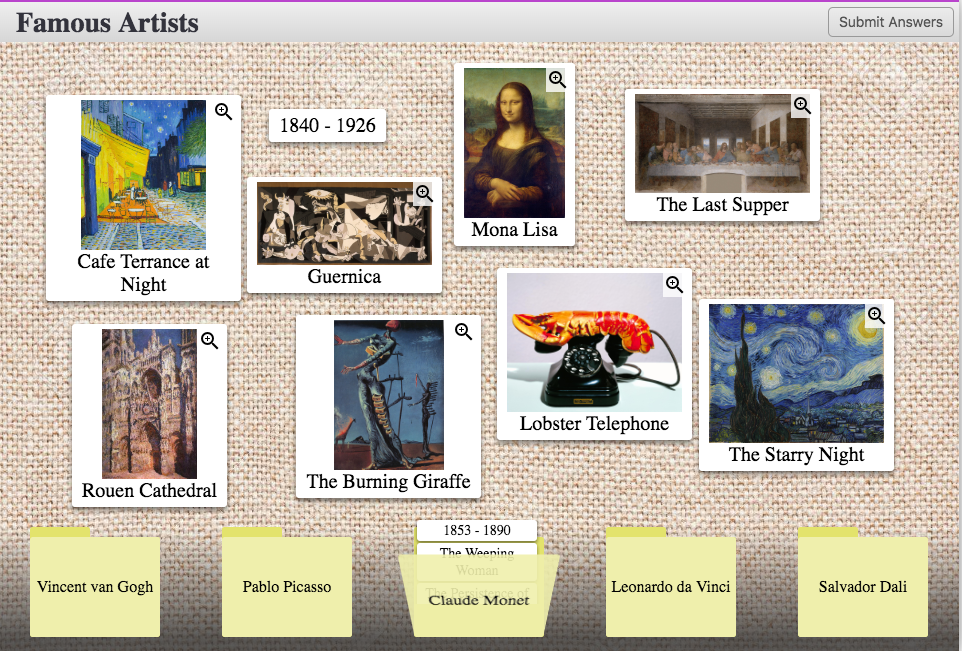 Famous Artists
Submit Answers
1840 - 1926
Cafe Terrance at
Night
Guernica
Mona Lisa
The Last Supper
Rouen Cathedral
The Burning Giraffe
Lobster Telephone
The Starry Night
1853 - 1890
The Weeping
Woman
The Persistence of
Vincent van Gogh
Pablo Picasso
Claude Monet
Leonardo da Vinci
Salvador Dali